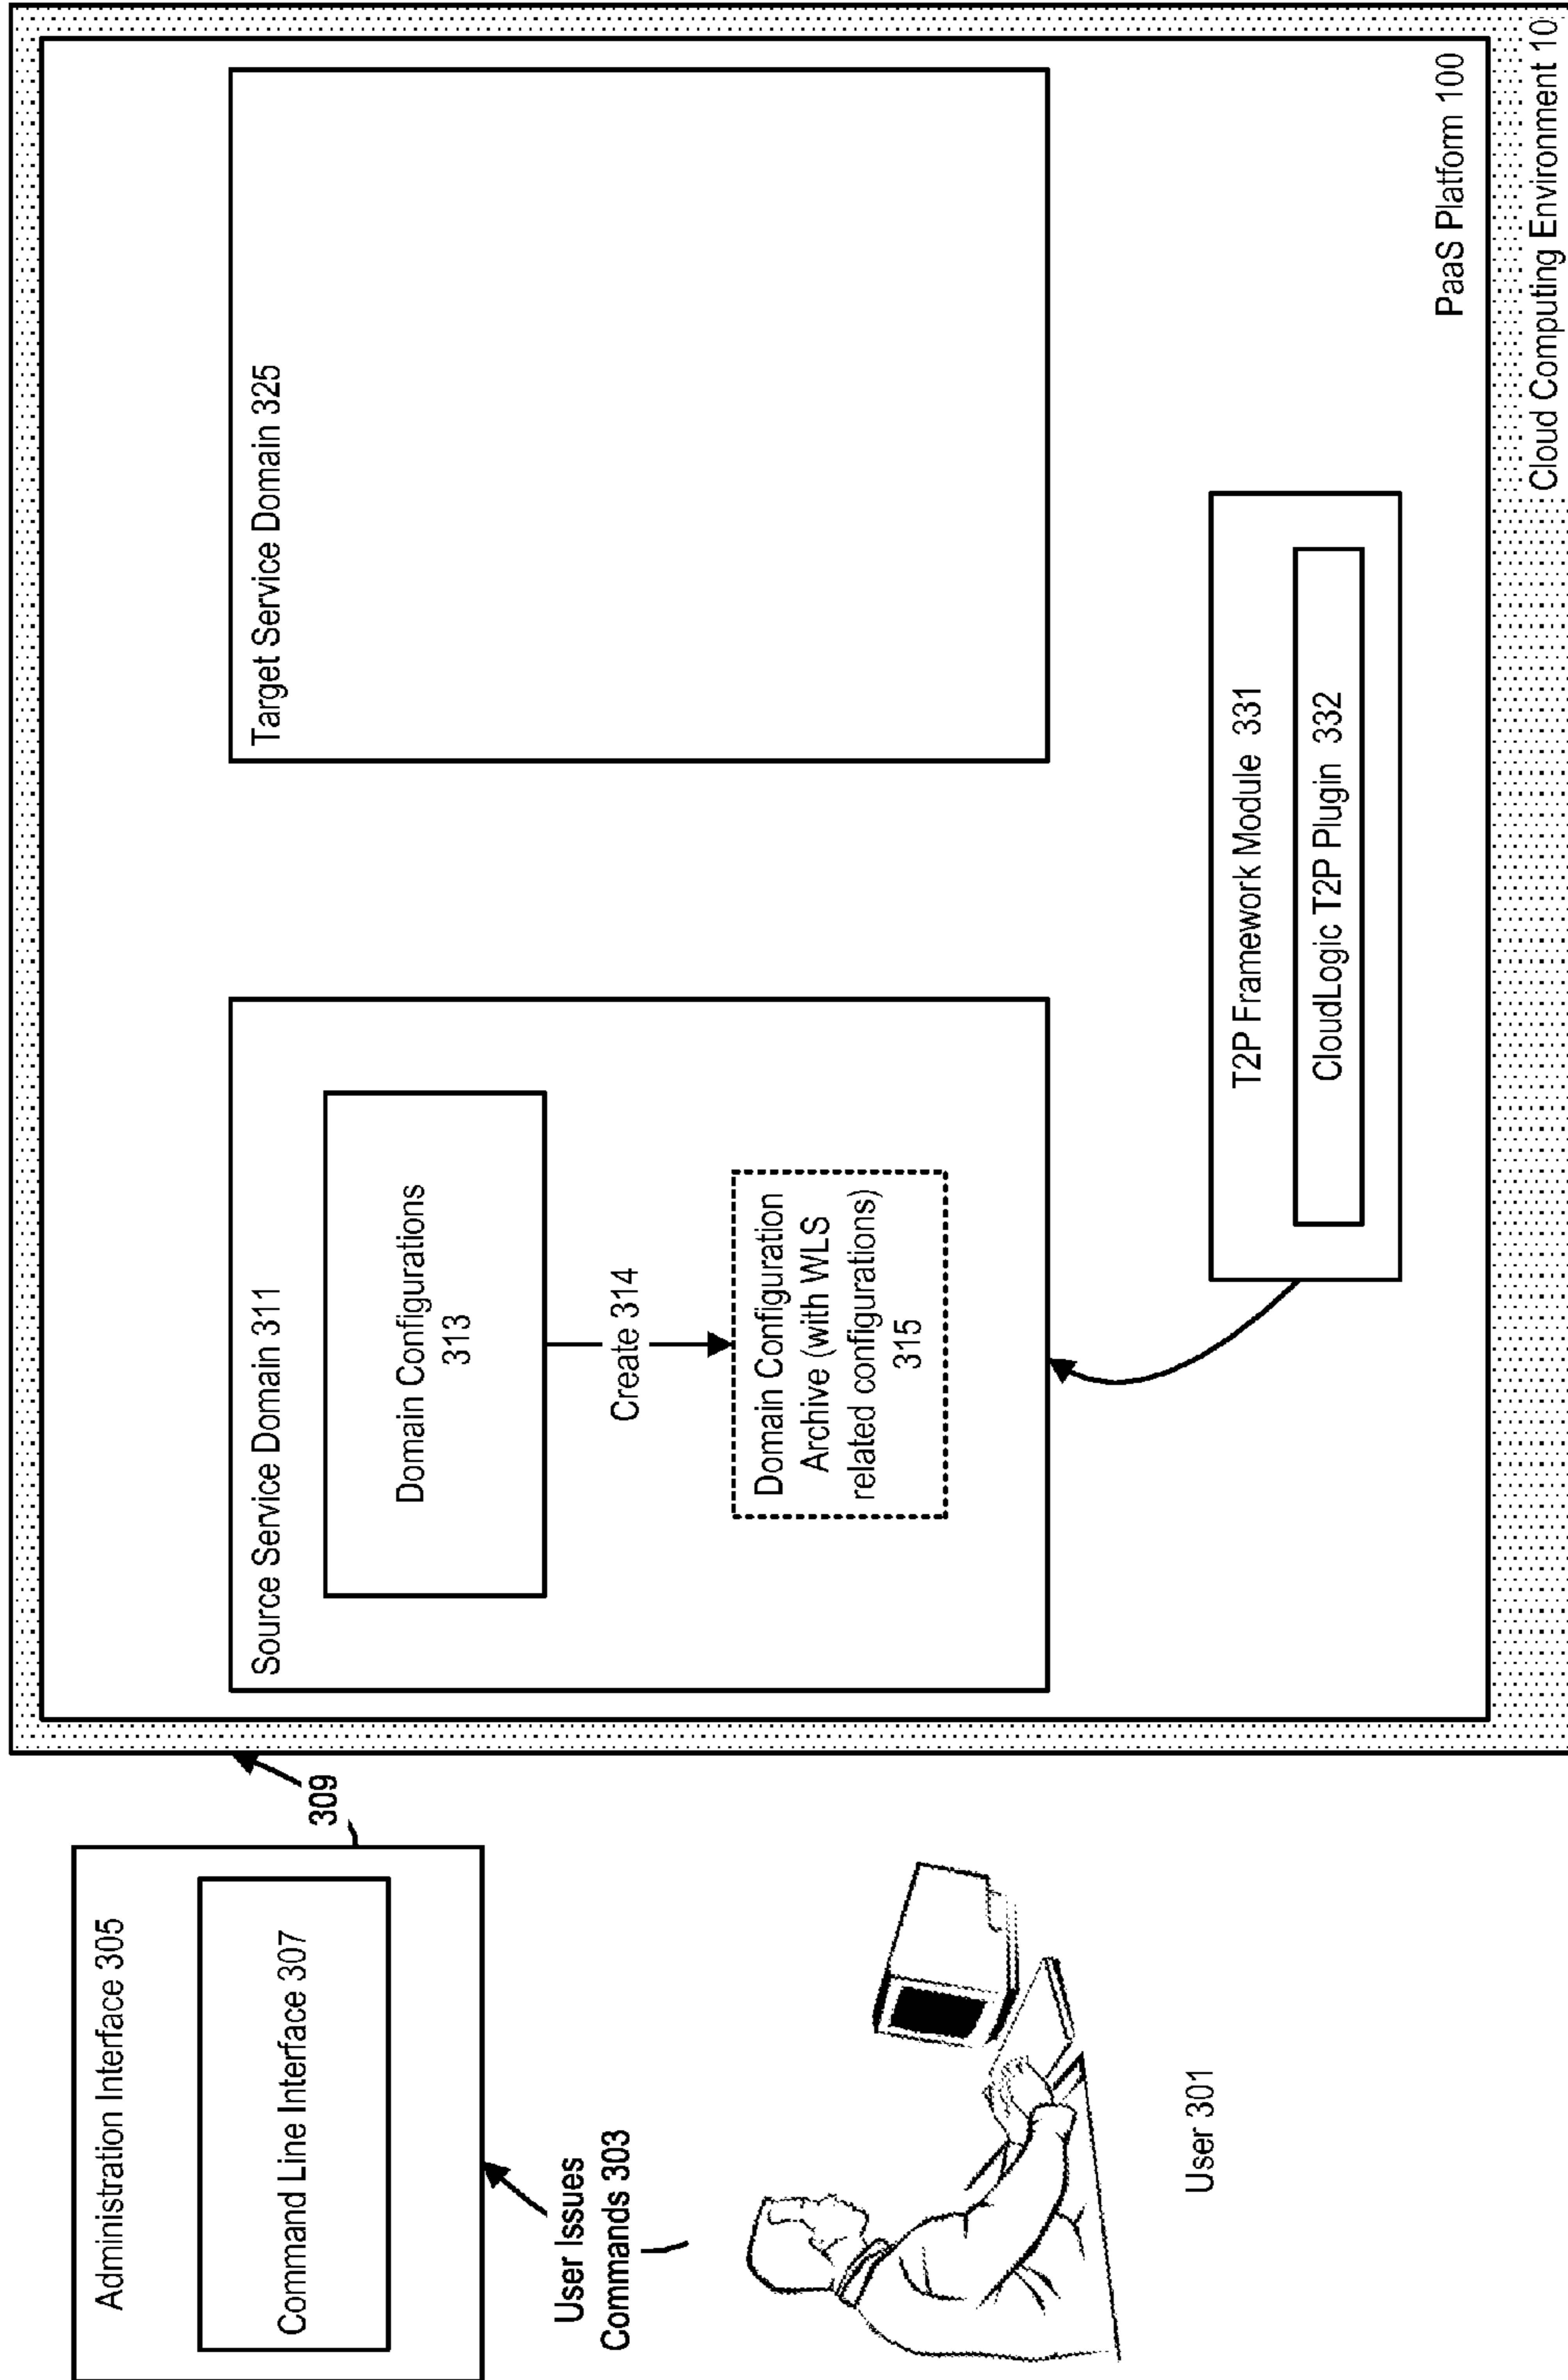 Administration Interface 305
Command Line Interface 307
309
User Issues
Commands 303
User 301
Source Service Domain 311
Domain Configurations
313
Create 314
Domain Configuration
Archive (with WLS
related configurations)
315
Target Service Domain 325
T2P Framework Module 331
CloudLogic T2P Plugin 332
PaaS Platform 100
Cloud Computing Environment 10